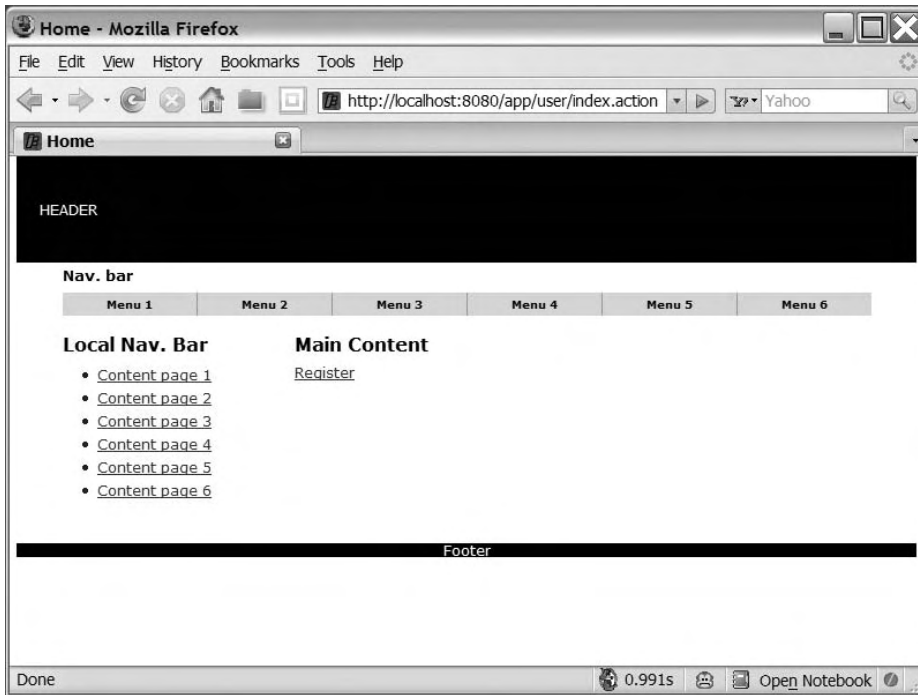 Home - Mozilla Firefox
File Edit View History Bookmarks Tools Help
http://localhost:8080/app/user/index.action Yahoo
Home
HEADER
Nav. bar
Menu 1 Menu 2 Menu 3 Menu 4 Menu 5 Menu 6
Local Nav. Bar Main Content
Content page 1 Register
Content page 2
Content page 3
Content page 4
Content page 5
Content page 6
Footer
Done 0.991s Open Notebook